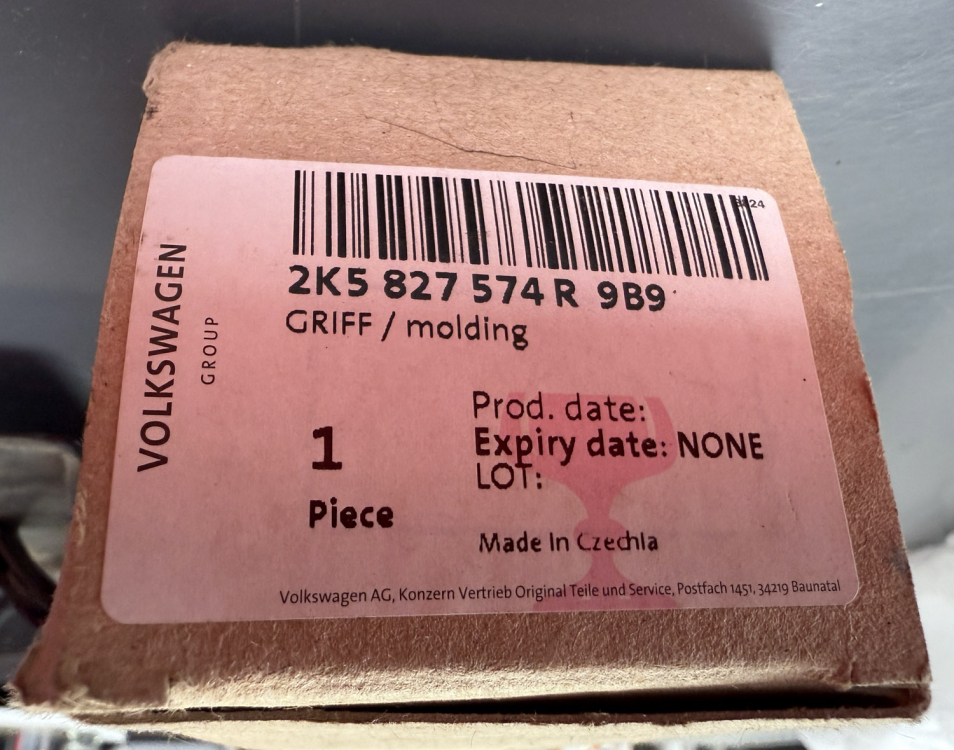 2K5 827 574 R 9B9
GRIFF / molding
VOLKSWAGEN
GROUP
1
Piece
Prod. date:
Expiry date: NONE
LOT:
Made In Czechla
Volkswagen AG, Konzern Vertrieb Original Teile und Service, Postfach 1451, 34219 Baunatal